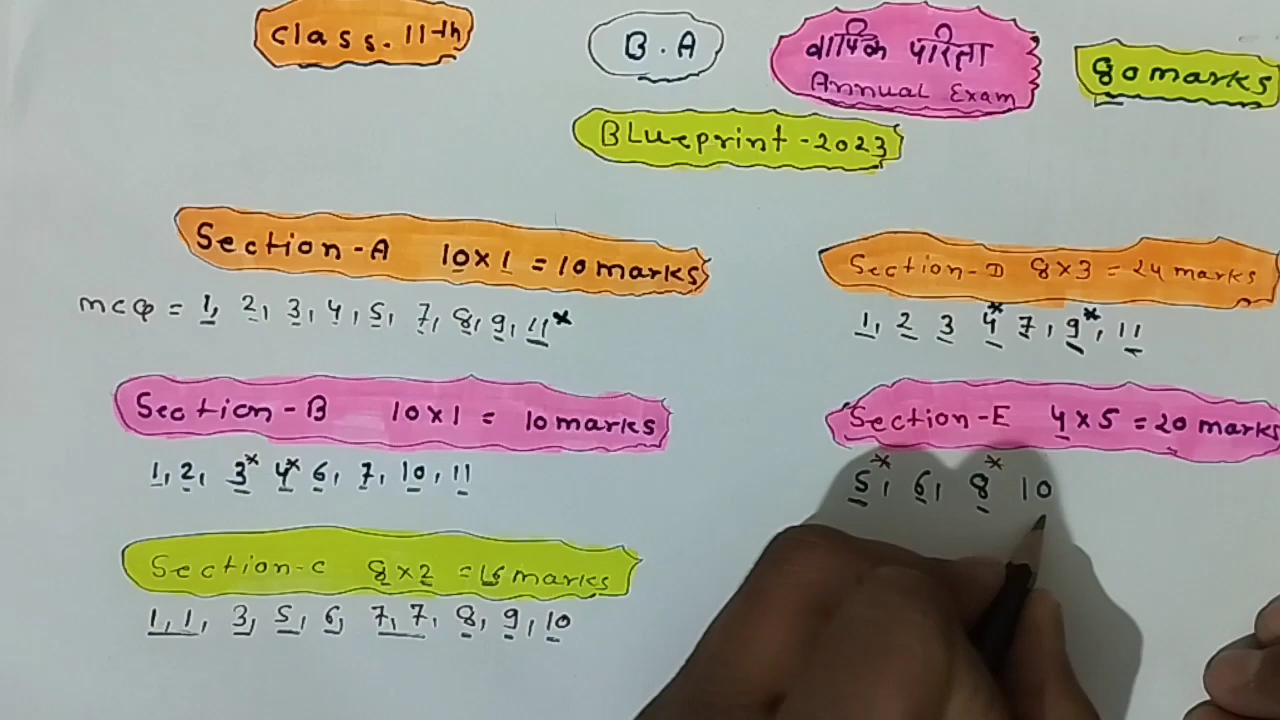 Class. 11th
B.A
वार्षिक परिक्षा
Annual Exam
80 marks
BLueprint - 2023
Section - A 10 x 1 = 10 marks
mcq = 1, 2, 3, 4, 5, 7, 8, 9, 11*
Section - B 10 x 1 = 10 marks
1, 2, 3* 4* 6, 7, 10, 11
Section - C 8 x 2 = 16 marks
1, 1, 3, 5, 6, 7, 7, 8, 9, 10
Section - D 8 x 3 = 24 marks
1, 2 3 4* 7, 9*, 11
Section - E 4 x 5 = 20 marks
5*, 6, 8* 10